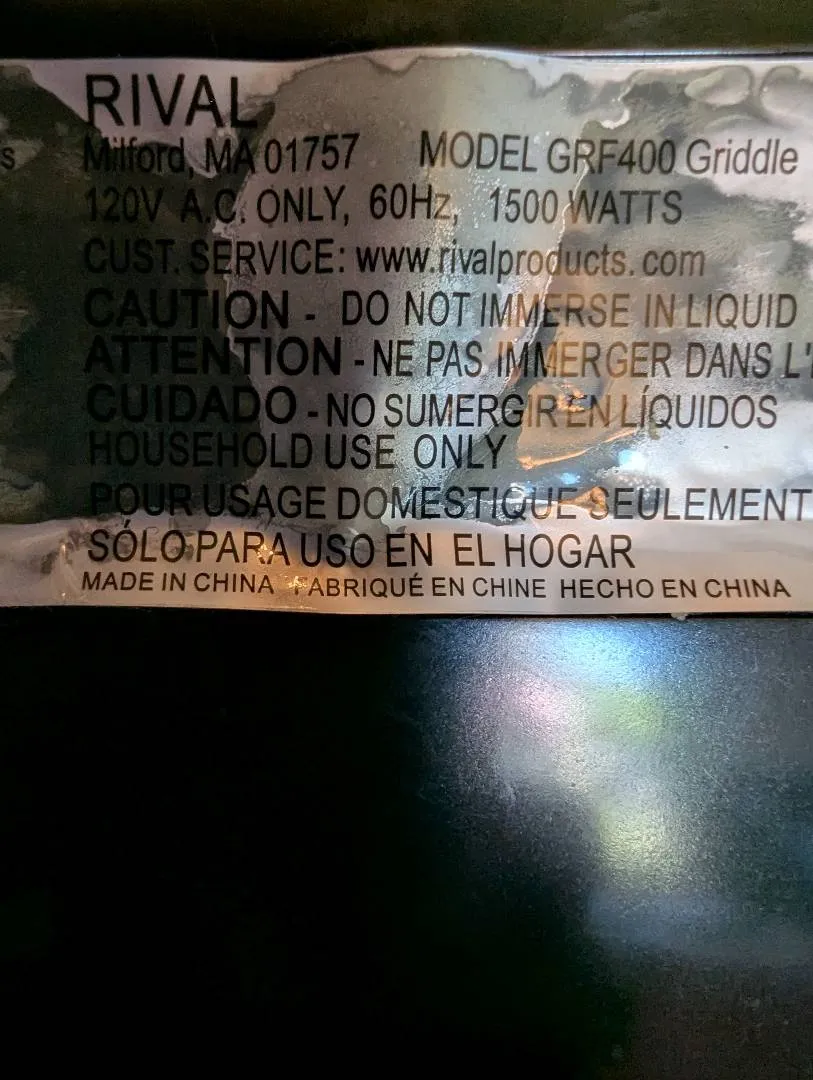 s
RIVAL
Milford, MA 01757 MODEL GRF400 Griddle
120V A.C. ONLY, 60Hz, 1500 WATTS
CUST. SERVICE: www.rivalproducts.com
CAUTION - DO NOT IMMERSE IN LIQUID
ATTENTION - NE PAS IMMERGER DANS L'
CUIDADO - NO SUMERGIR EN LÍQUIDOS
HOUSEHOLD USE ONLY
POUR USAGE DOMESTIQUE SEULEMENT
SÓLO PARA USO EN EL HOGAR
MADE IN CHINA FABRIQUÉ EN CHINE HECHO EN CHINA